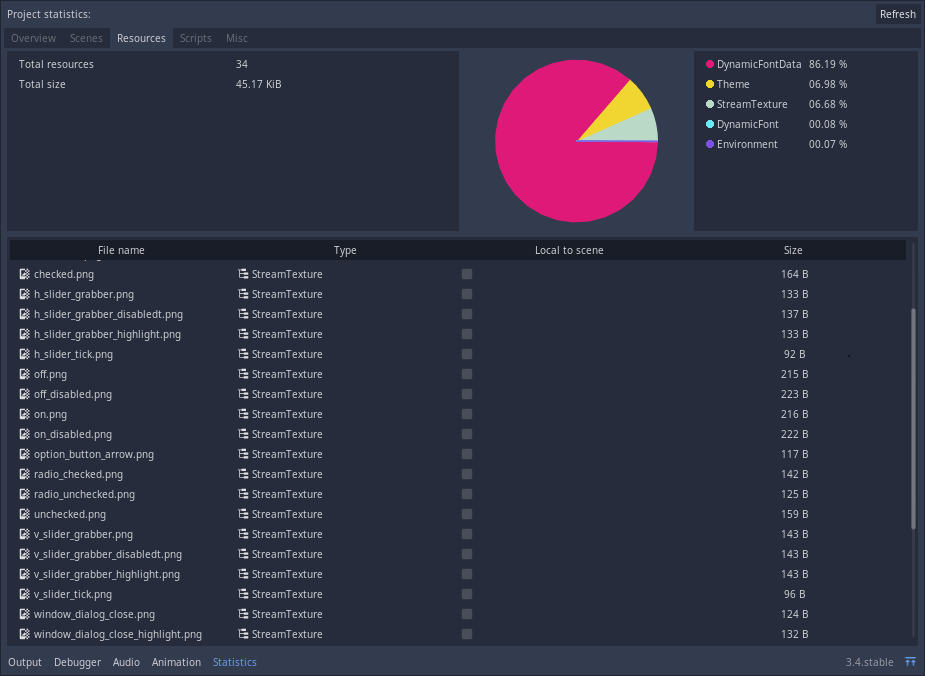 Project statistics: Refresh
Overview Scenes Resources Scripts Misc
Total resources 34
Total size 45.17 KiB
DynamicFontData 86.19 %
Theme 06.98 %
StreamTexture 06.68 %
DynamicFont 00.08 %
Environment 00.07 %
File name Type Local to scene Size
checked.png StreamTexture 164 B
h_slider_grabber.png StreamTexture 133 B
h_slider_grabber_disabledt.png StreamTexture 137 B
h_slider_grabber_highlight.png StreamTexture 133 B
h_slider_tick.png StreamTexture 92 B
off.png StreamTexture 215 B
off_disabled.png StreamTexture 223 B
on.png StreamTexture 216 B
on_disabled.png StreamTexture 222 B
option_button_arrow.png StreamTexture 117 B
radio_checked.png StreamTexture 142 B
radio_unchecked.png StreamTexture 125 B
unchecked.png StreamTexture 159 B
v_slider_grabber.png StreamTexture 143 B
v_slider_grabber_disabledt.png StreamTexture 143 B
v_slider_grabber_highlight.png StreamTexture 143 B
v_slider_tick.png StreamTexture 96 B
window_dialog_close.png StreamTexture 124 B
window_dialog_close_highlight.png StreamTexture 132 B
Output Debugger Audio Animation Statistics 3.4.stable